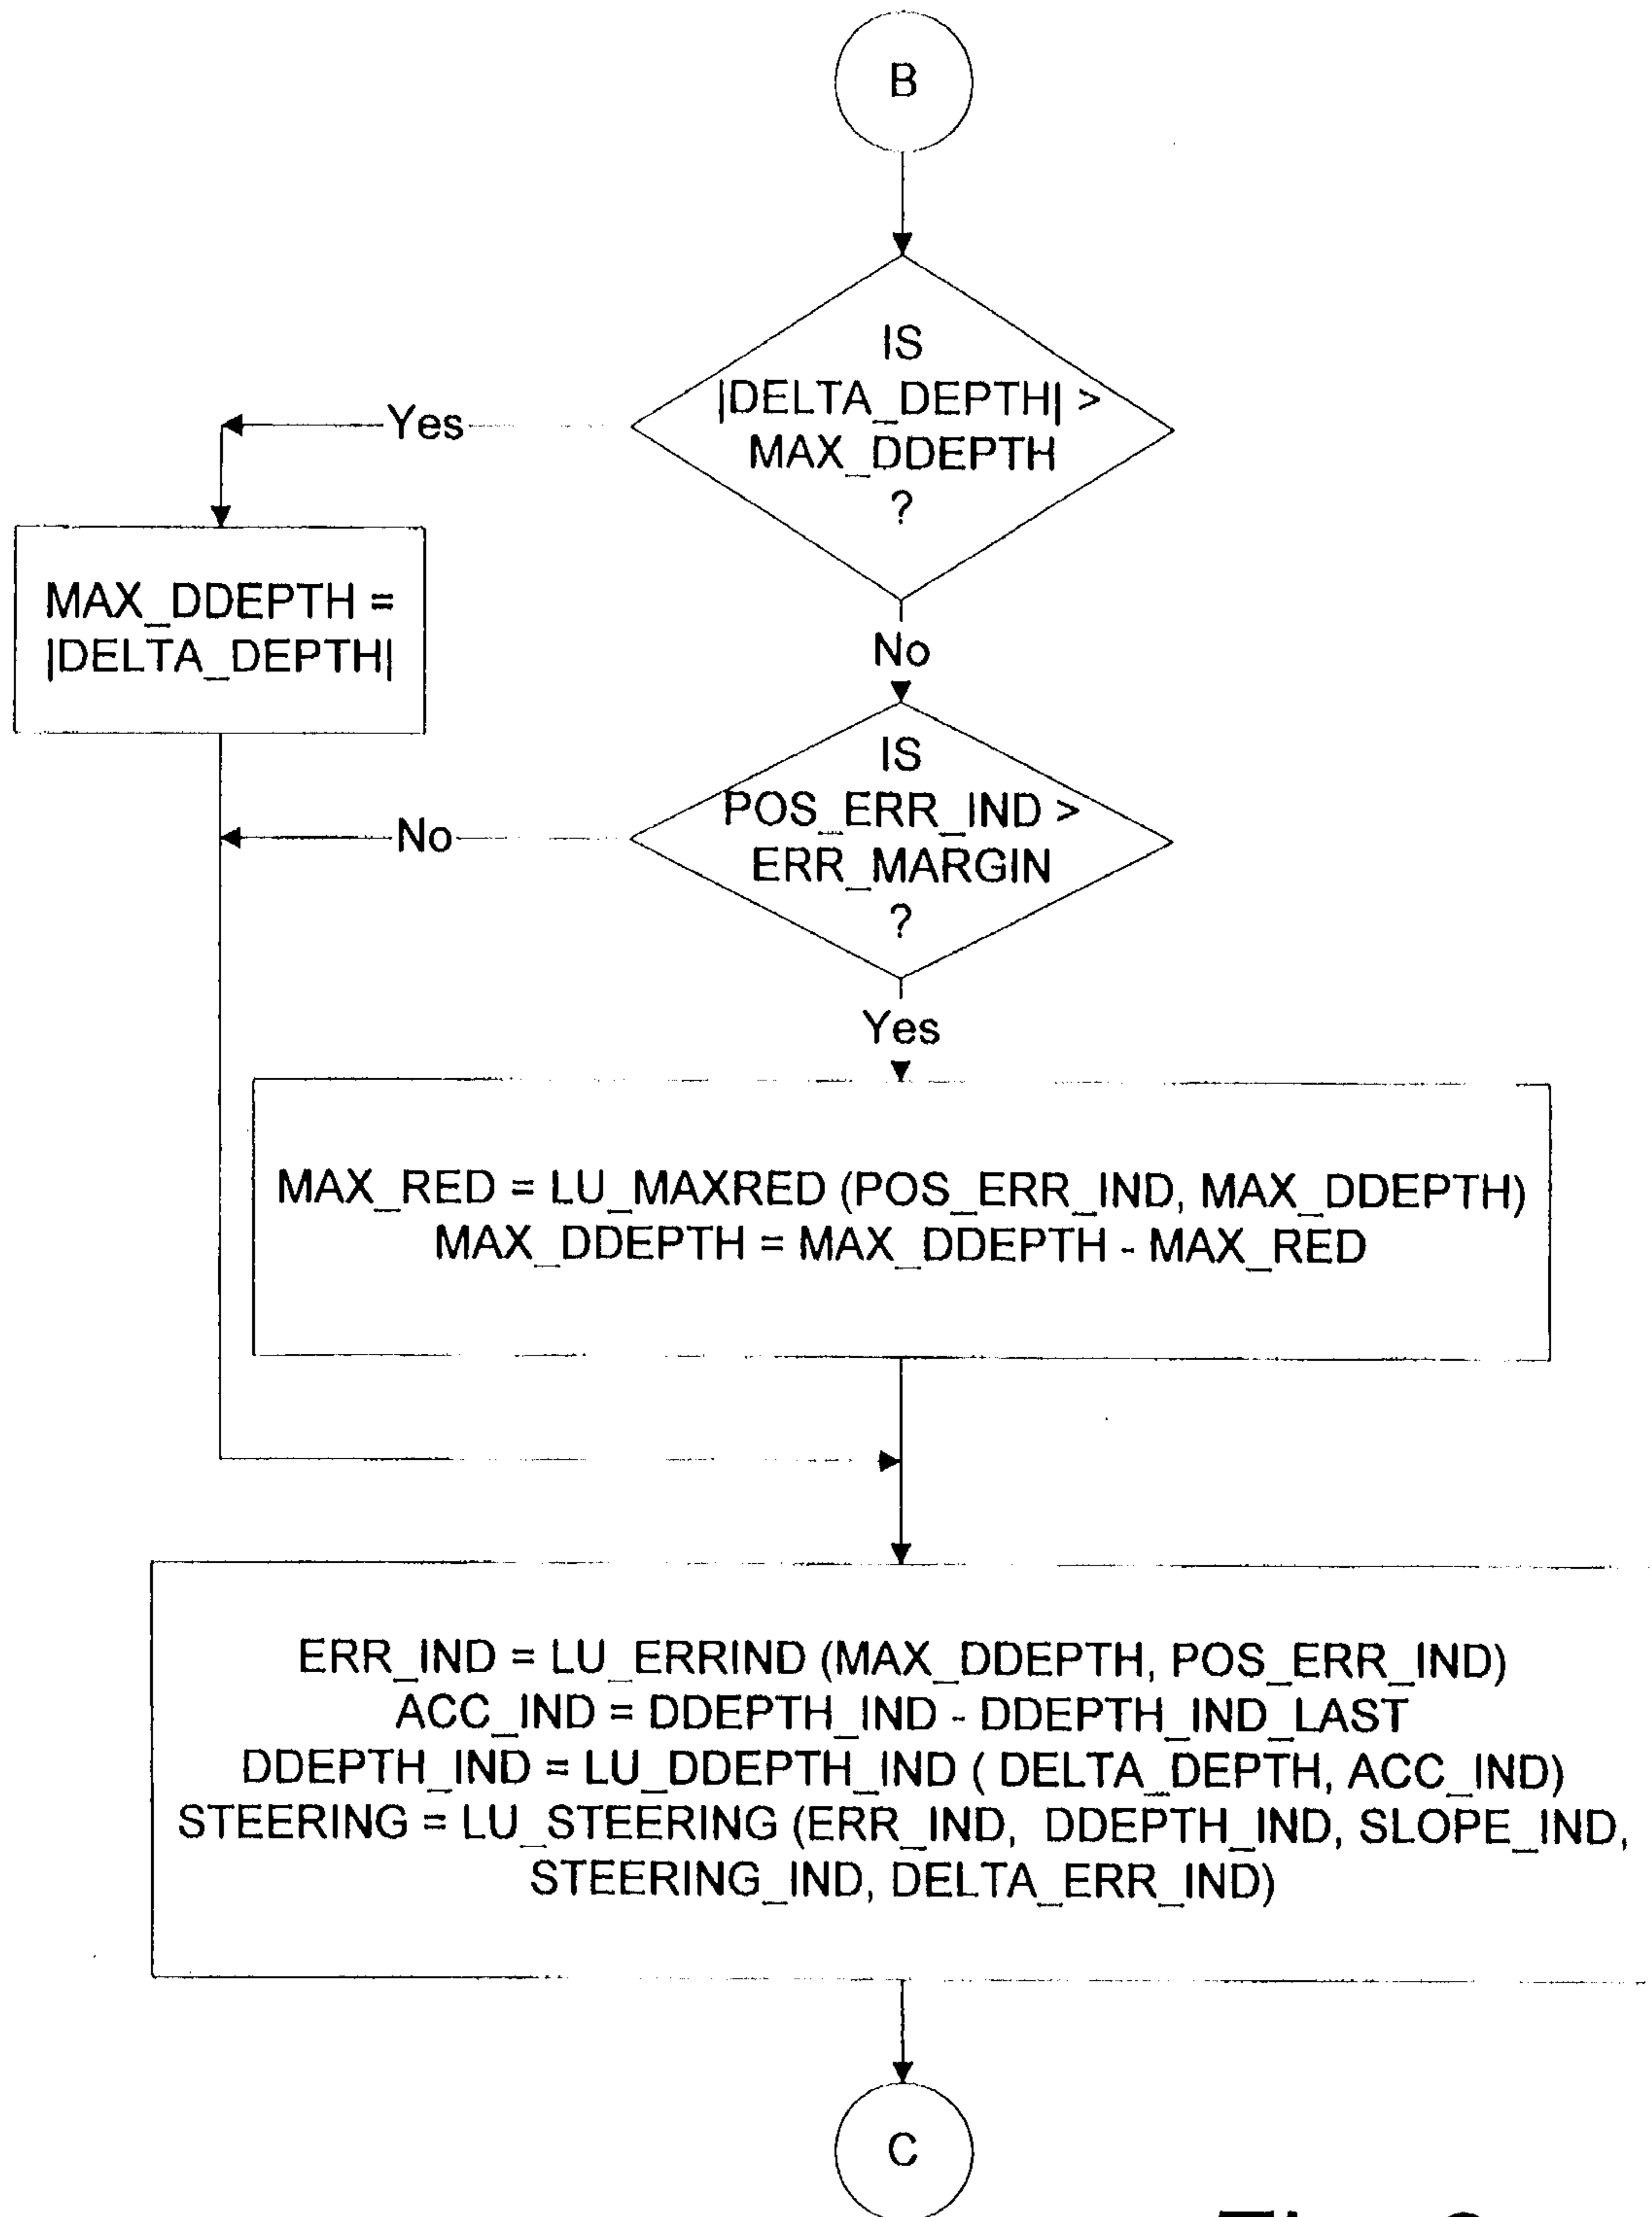 B
IS
|DELTA_DEPTH| >
MAX_DDEPTH
?
Yes
MAX_DDEPTH =
|DELTA_DEPTH|
No
IS
POS_ERR_IND >
ERR_MARGIN
?
No
Yes
MAX_RED = LU_MAXRED (POS_ERR_IND, MAX_DDEPTH)
MAX_DDEPTH = MAX_DDEPTH - MAX_RED
ERR_IND = LU_ERRIND (MAX_DDEPTH, POS_ERR_IND)
ACC_IND = DDEPTH_IND - DDEPTH_IND_LAST
DDEPTH_IND = LU_DDEPTH_IND ( DELTA_DEPTH, ACC_IND)
STEERING = LU_STEERING (ERR_IND, DDEPTH_IND, SLOPE_IND,
STEERING_IND, DELTA_ERR_IND)
C